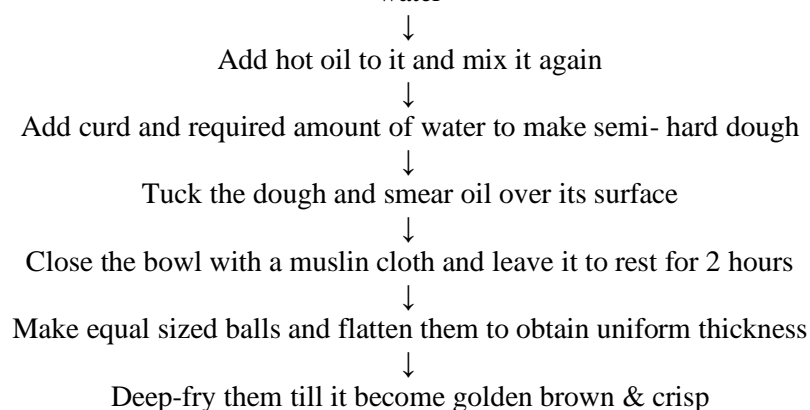 water
↓
Add hot oil to it and mix it again
↓
Add curd and required amount of water to make semi- hard dough
↓
Tuck the dough and smear oil over its surface
↓
Close the bowl with a muslin cloth and leave it to rest for 2 hours
↓
Make equal sized balls and flatten them to obtain uniform thickness
↓
Deep-fry them till it become golden brown & crisp